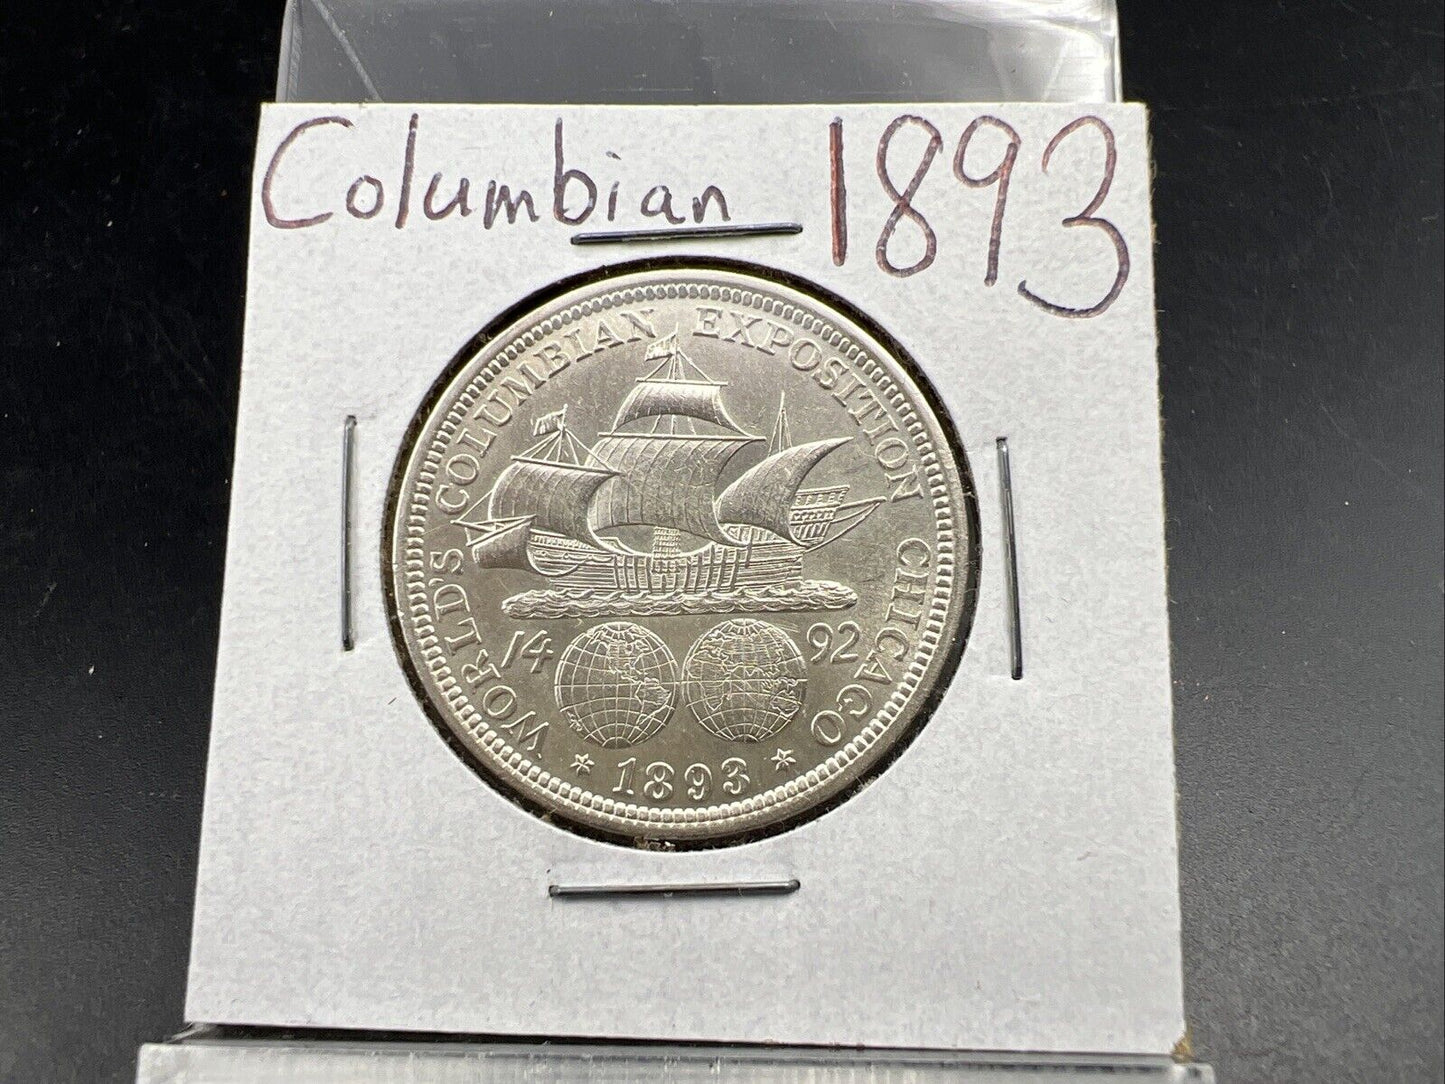 Columbian 1893
WORLD'S COLUMBIAN EXPOSITION CHICAGO
14 92
* 1893 *